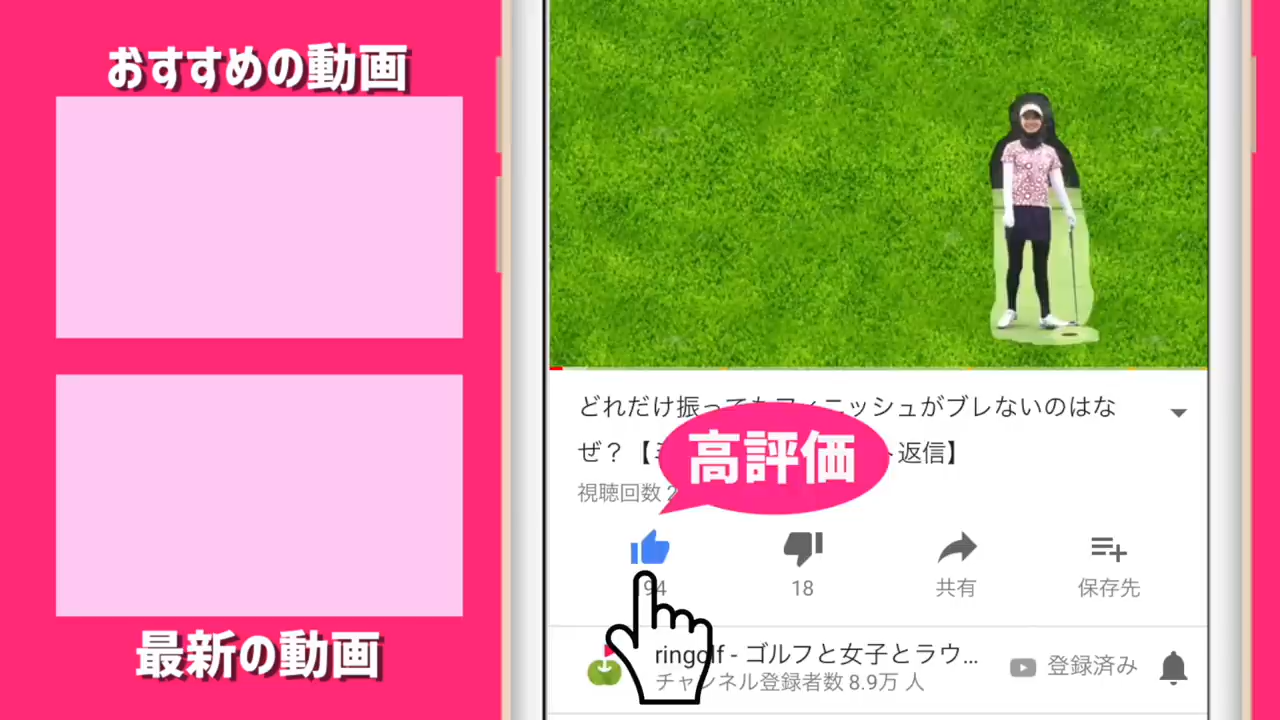 おすすめの動画
最新の動画
どれだけ振ってもフィニッシュがブレないのはな
ぜ？【
返信】
高評価
視聴回数 2
194
18
共有
保存先
ringolf - ゴルフと女子とラウ...
チャンネル登録者数 8.9万 人
登録済み